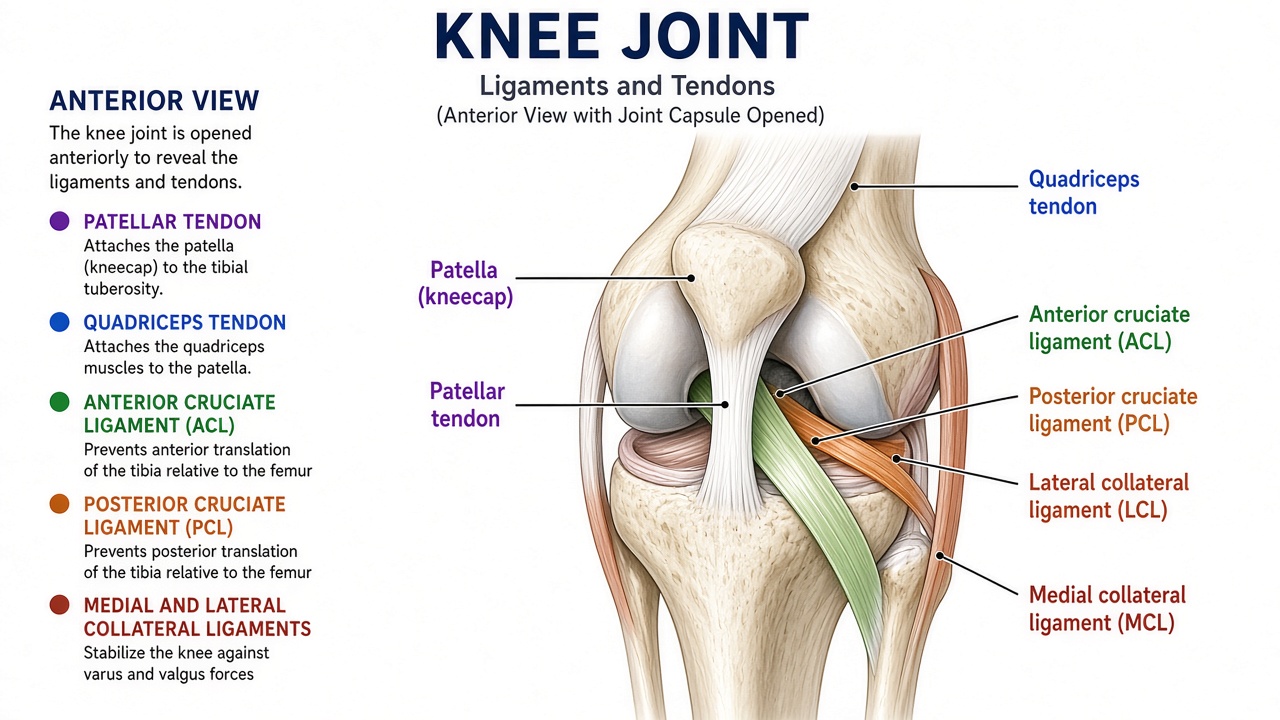 KNEE JOINT
Ligaments and Tendons
(Anterior View with Joint Capsule Opened)
ANTERIOR VIEW
The knee joint is opened
anteriorly to reveal the
ligaments and tendons.
PATELLAR TENDON
Attaches the patella
(kneecap) to the tibial
tuberosity.
QUADRICEPS TENDON
Attaches the quadriceps
muscles to the patella.
ANTERIOR CRUCIATE
LIGAMENT (ACL)
Prevents anterior translation
of the tibia relative to the femur
POSTERIOR CRUCIATE
LIGAMENT (PCL)
Prevents posterior translation
of the tibia relative to the femur
MEDIAL AND LATERAL
COLLATERAL LIGAMENTS
Stabilize the knee against
varus and valgus forces
Patella
(kneecap)
Patellar
tendon
Quadriceps
tendon
Anterior cruciate
ligament (ACL)
Posterior cruciate
ligament (PCL)
Lateral collateral
ligament (LCL)
Medial collateral
ligament (MCL)